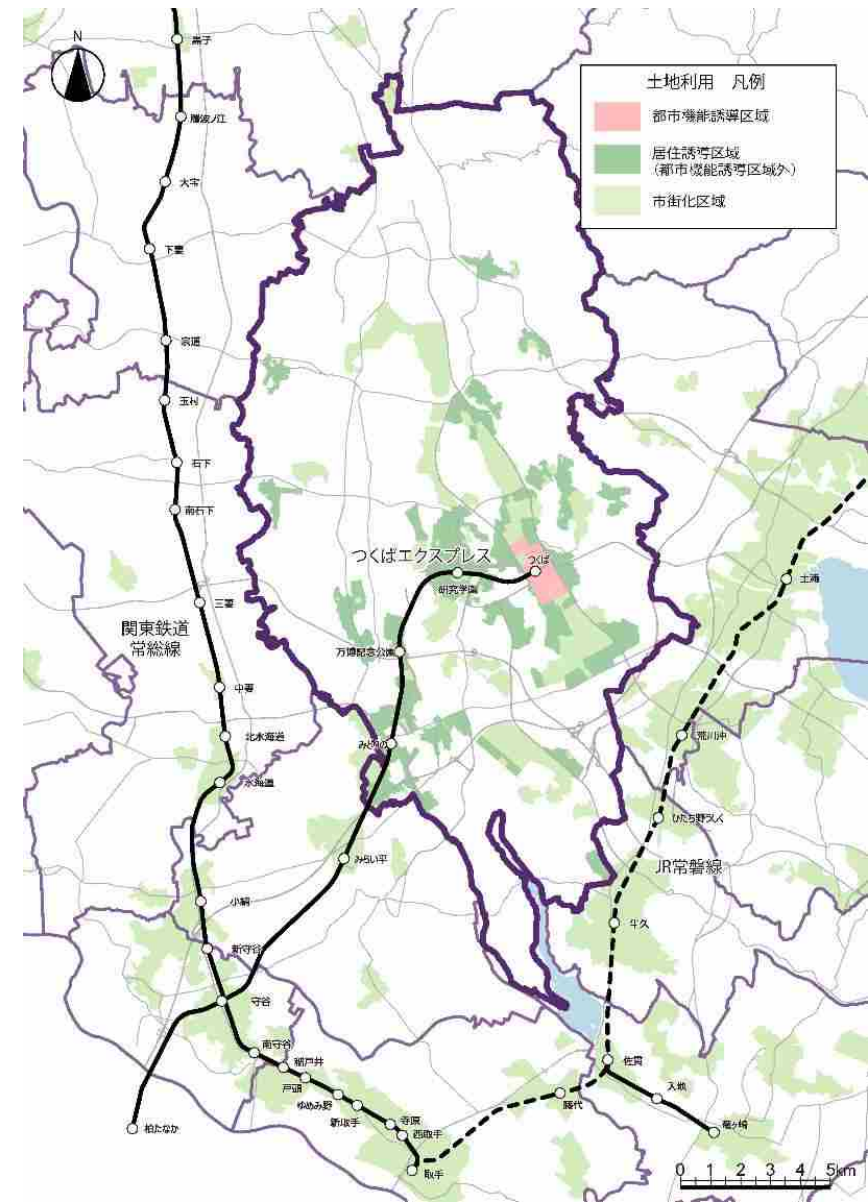 N
土地利用 凡例
都市機能誘導区域
居住誘導区域
(都市機能誘導区域外)
市街化区域
黒子
騰波ノ江
大宝
下妻
宗道
玉村
石下
南石下
三妻
中妻
北水海道
水海道
小絹
新守谷
守谷
南守谷
稲戸井
戸頭
ゆめみ野
新取手
寺原
西取手
取手
柏たなか
関東鉄道
常総線
つくばエクスプレス
つくば
研究学園
万博記念公園
みどりの
みらい平
土浦
荒川沖
ひたち野うしく
JR常磐線
牛久
佐貫
藤代
入地
竜ヶ崎
0 1 2 3 4 5km